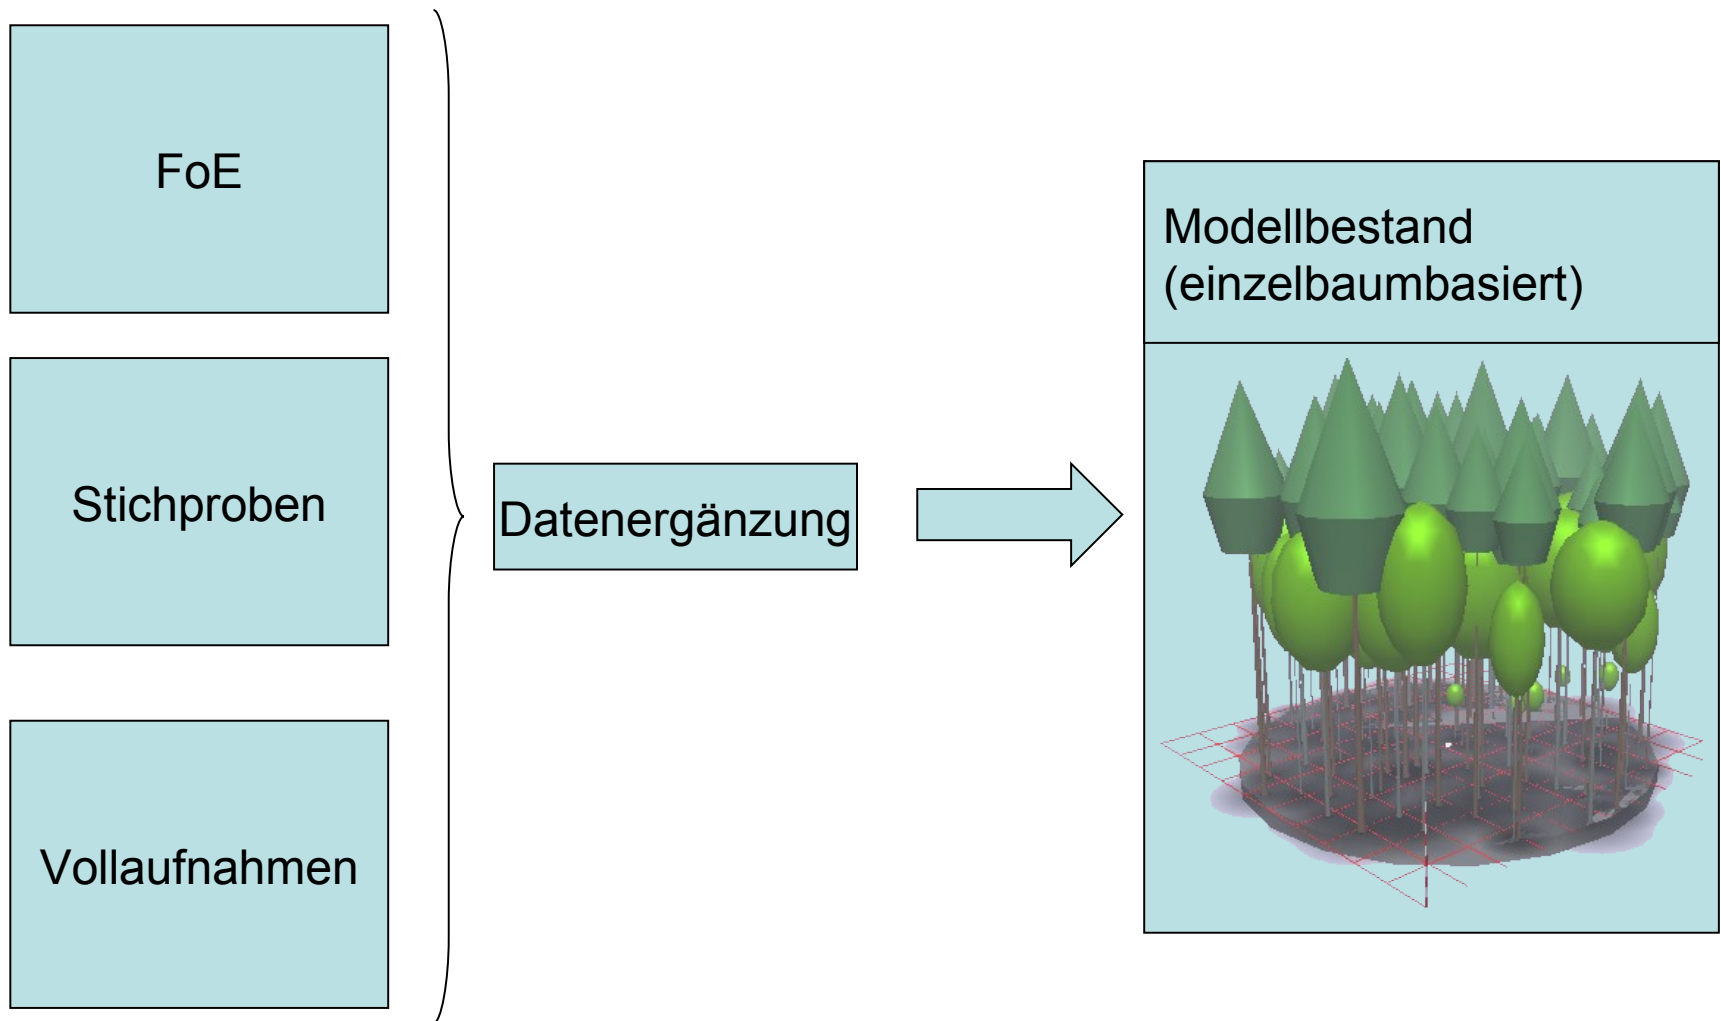 FoE
Stichproben
Vollaufnahmen
Datenergänzung
Modellbestand
(einzelbaumbasiert)